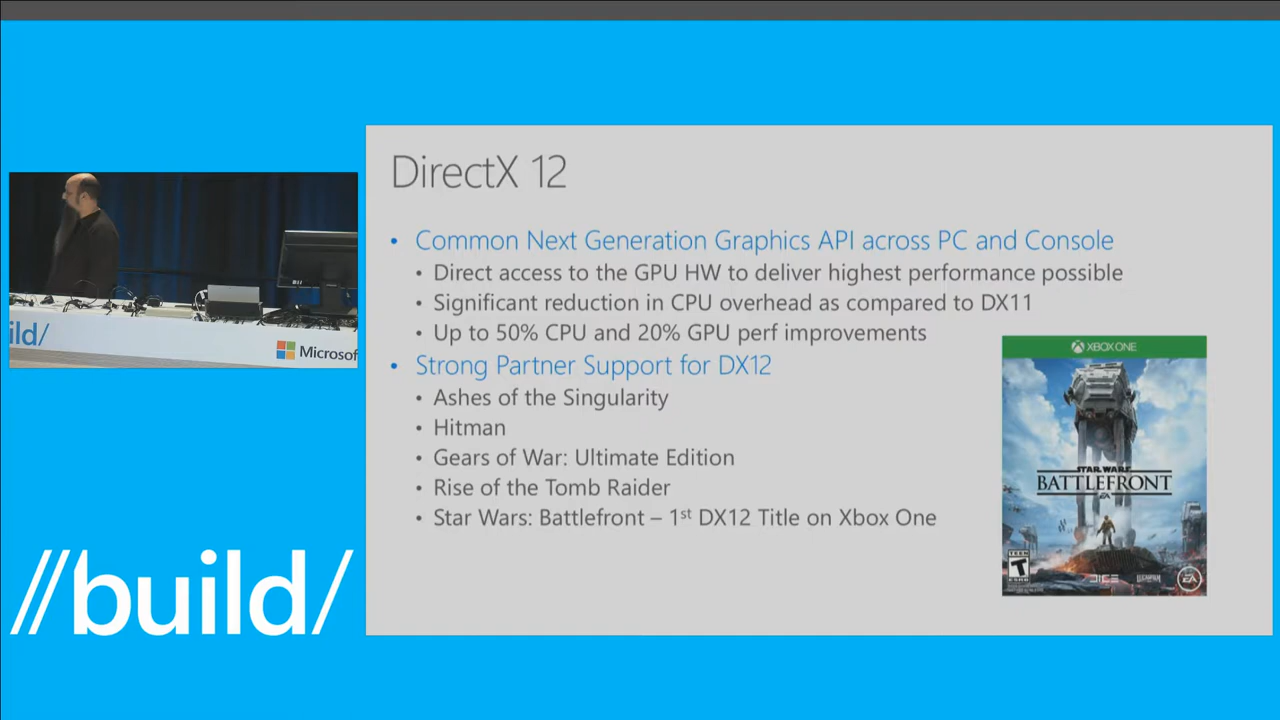 DirectX 12
• Common Next Generation Graphics API across PC and Console
• Direct access to the GPU HW to deliver highest performance possible
• Significant reduction in CPU overhead as compared to DX11
• Up to 50% CPU and 20% GPU perf improvements
• Strong Partner Support for DX12
• Ashes of the Singularity
• Hitman
• Gears of War: Ultimate Edition
• Rise of the Tomb Raider
• Star Wars: Battlefront – 1st DX12 Title on Xbox One
XBOX ONE
STAR WARS
BATTLEFRONT
EA
TEEN
T
ESRB
DICE
LUCASFILM
EA
ild/
Microsof
//build/